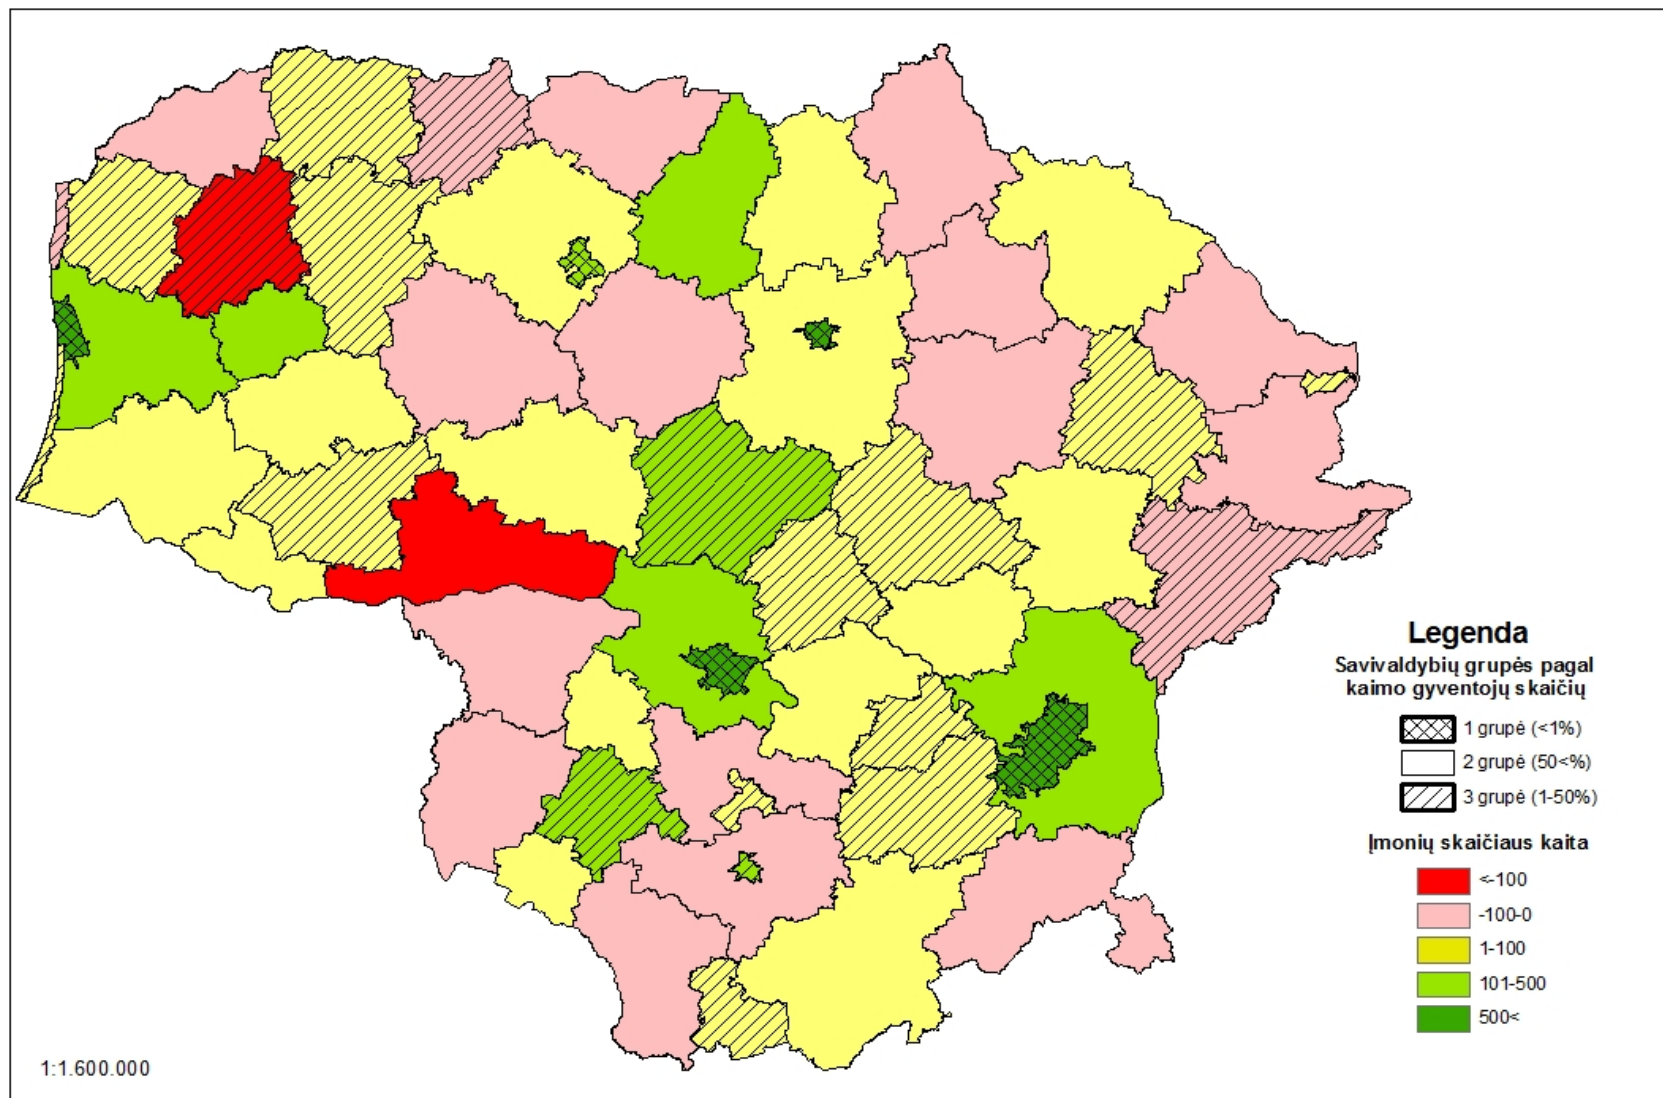 Legenda
Savivaldybių grupės pagal
kaimo gyventojų skaičių
1 grupė (<1%)
2 grupė (50<%)
3 grupė (1-50%)
Įmonių skaičiaus kaita
<-100
-100-0
1-100
101-500
500<
1:1.600.000